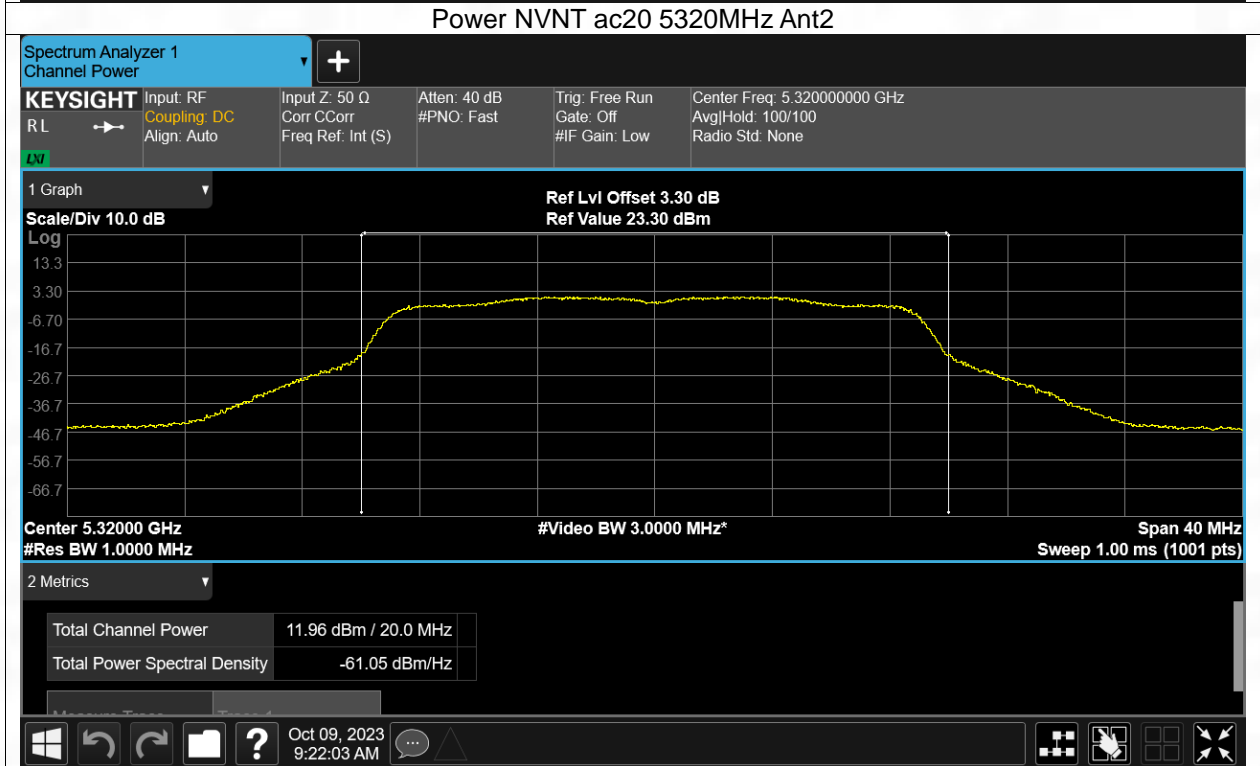 Power NVNT ac20 5320MHz Ant2
Spectrum Analyzer 1
Channel Power
KEYSIGHT
RL
LXI
Input: RF
Coupling: DC
Align: Auto
Input Z: 50 Ω
Corr CCorr
Freq Ref: Int (S)
Atten: 40 dB
#PNO: Fast
Trig: Free Run
Gate: Off
#IF Gain: Low
Center Freq: 5.320000000 GHz
Avg|Hold: 100/100
Radio Std: None
1 Graph
Ref Lvl Offset 3.30 dB
Scale/Div 10.0 dB
Ref Value 23.30 dBm
Log
13.3
3.30
-6.70
-16.7
-26.7
-36.7
-46.7
-56.7
-66.7
Center 5.32000 GHz
#Video BW 3.0000 MHz*
Span 40 MHz
#Res BW 1.0000 MHz
Sweep 1.00 ms (1001 pts)
2 Metrics
Total Channel Power 11.96 dBm / 20.0 MHz
Total Power Spectral Density -61.05 dBm/Hz
Oct 09, 2023
9:22:03 AM